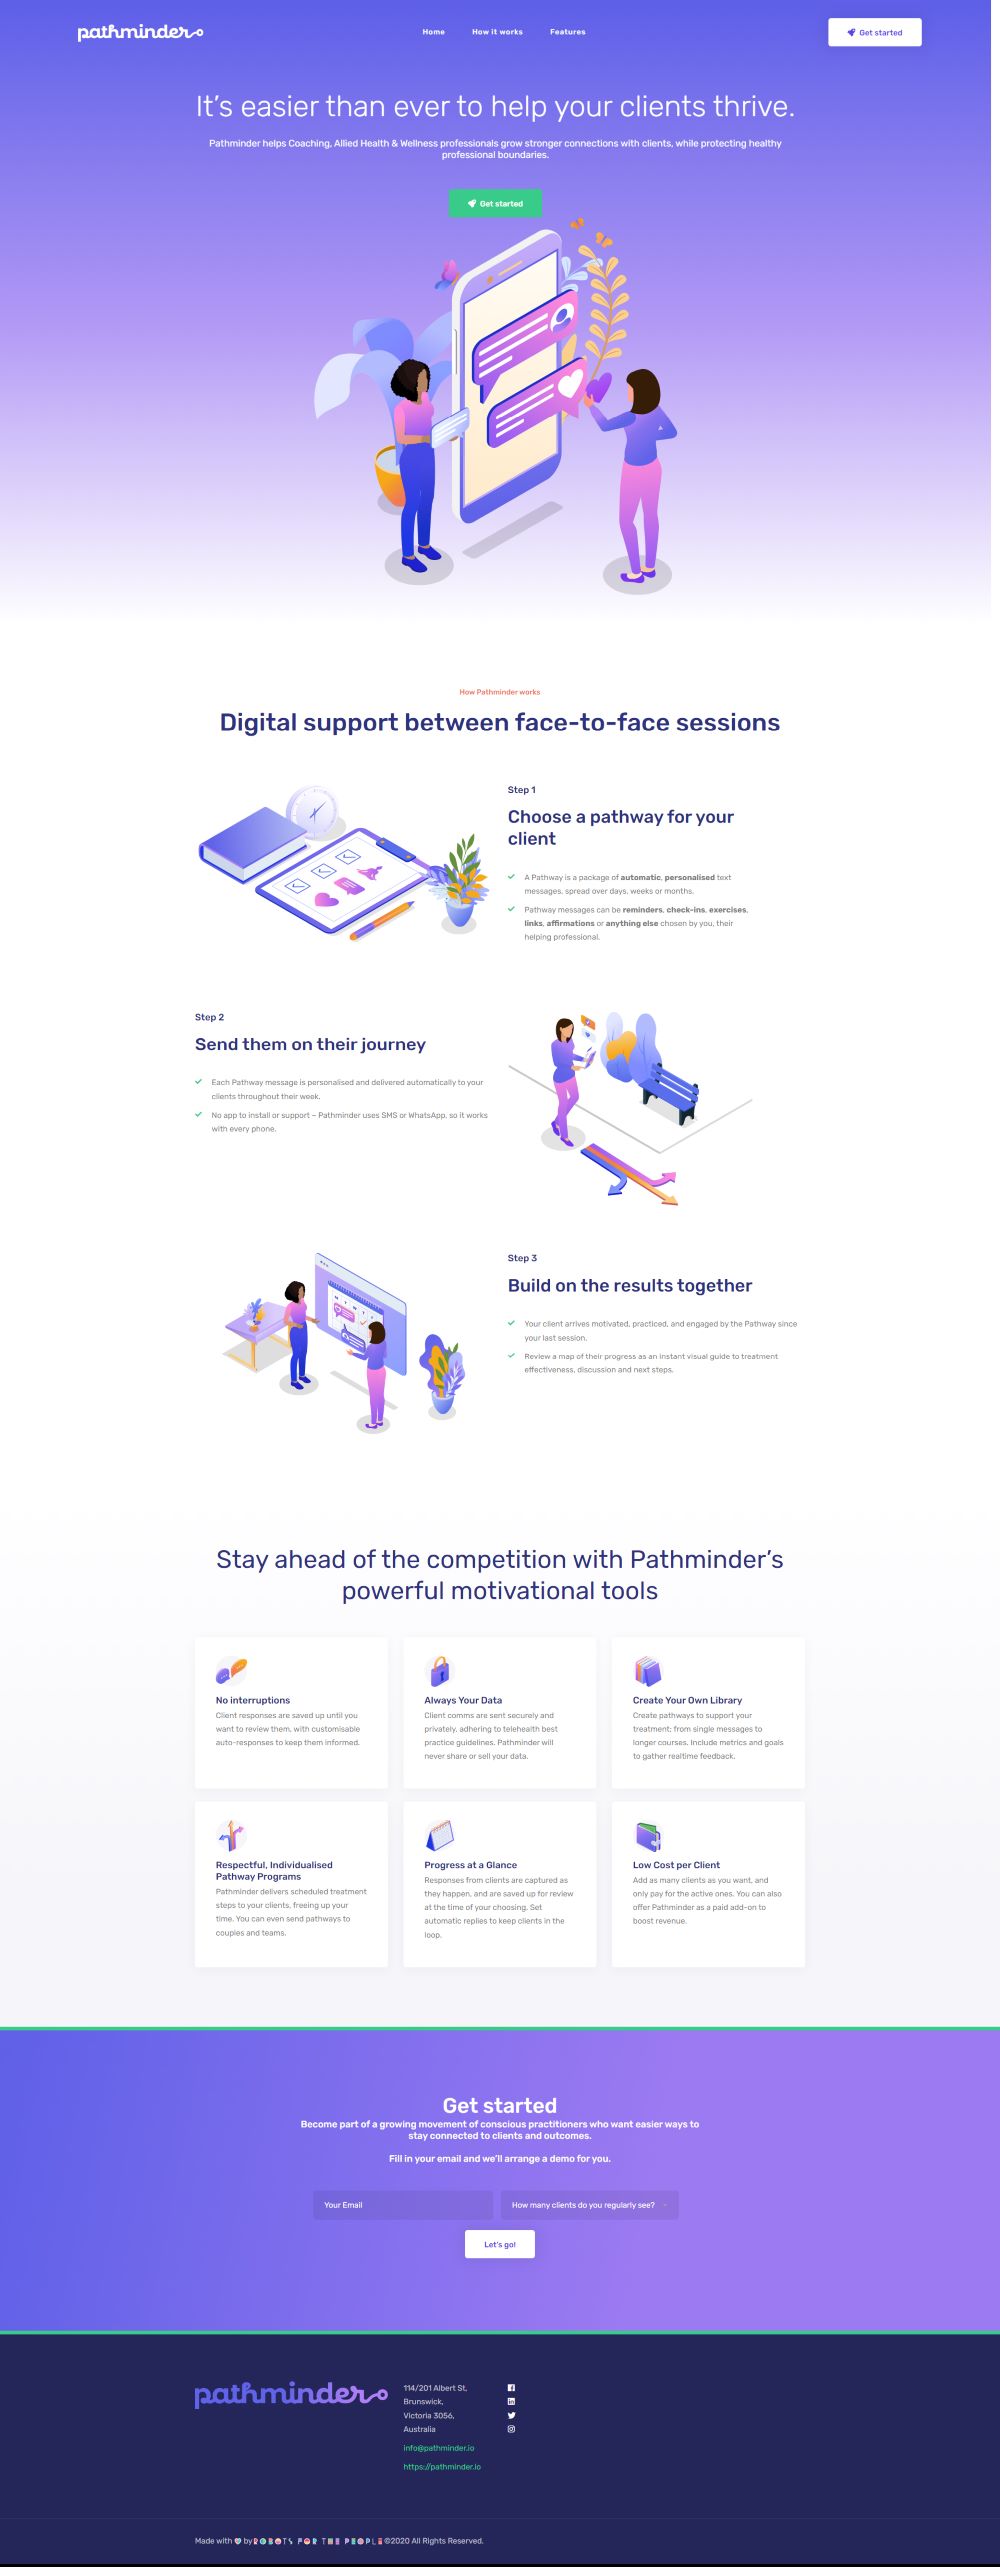 pathminder
Home
How it works
Features
Get started
It's easier than ever to help your clients thrive.
Pathminder helps Coaching, Allied Health & Wellness professionals grow stronger connections with clients, while protecting healthy
professional boundaries.
Get started
How Pathminder works
Digital support between face-to-face sessions
Step 1
Choose a pathway for your
client
A Pathway is a package of automatic, personalised text
messages, spread over days, weeks or months.
Pathway messages can be reminders, check-ins, exercises,
links, affirmations or anything else chosen by you, their
helping professional.
Step 2
Send them on their journey
Each Pathway message is personalised and delivered automatically to your
clients throughout their week.
No app to install or support – Pathminder uses SMS or WhatsApp, so it works
with every phone.
Step 3
Build on the results together
Your client arrives motivated, practiced, and engaged by the Pathway since
your last session.
Review a map of their progress as an instant visual guide to treatment
effectiveness, discussion and next steps.
Stay ahead of the competition with Pathminder's
powerful motivational tools
No interruptions
Client responses are saved up until you
want to review them, with customisable
auto-responses to keep them informed.
Always Your Data
Client comms are sent securely and
privately, adhering to telehealth best
practice guidelines. Pathminder will
never share or sell your data.
Create Your Own Library
Create pathways to support your
treatment: from single messages to
longer courses. Include metrics and goals
to gather realtime feedback.
Respectful, Individualised
Pathway Programs
Pathminder delivers scheduled treatment
steps to your clients, freeing up your
time. You can even send pathways to
couples and teams.
Progress at a Glance
Responses from clients are captured as
they happen, and are saved up for review
at the time of your choosing. Set
automatic replies to keep clients in the
loop.
Low Cost per Client
Add as many clients as you want, and
only pay for the active ones. You can also
offer Pathminder as a paid add-on to
boost revenue.
Get started
Become part of a growing movement of conscious practitioners who want easier ways to
stay connected to clients and outcomes.
Fill in your email and we'll arrange a demo for you.
Your Email
How many clients do you regularly see?
Let's go!
pathminder
114/201 Albert St,
Brunswick,
Victoria 3056,
Australia
info@pathminder.io
https://pathminder.io
Made with by ROBOTS FOR THE PEOPLE ©2020 All Rights Reserved.